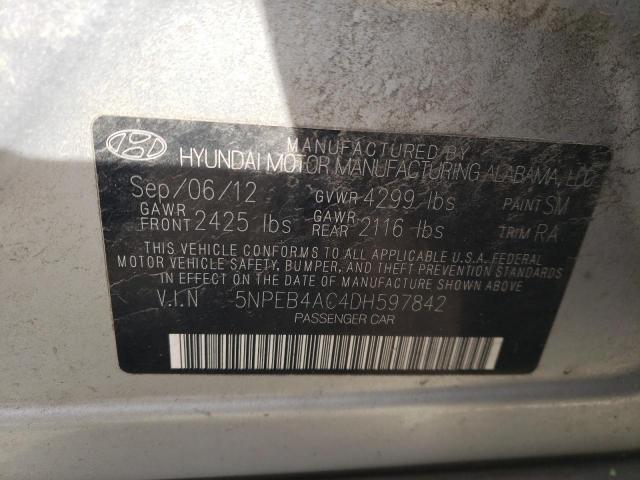 MANUFACTURED BY
HYUNDAI MOTOR MANUFACTURING ALABAMA, LLC
Sep/06/12 GVWR 4299 lbs PAINT SM
GAWR FRONT 2425 lbs GAWR REAR 2116 lbs TRIM RA
THIS VEHICLE CONFORMS TO ALL APPLICABLE U.S.A. FEDERAL
MOTOR VEHICLE SAFETY, BUMPER, AND THEFT PREVENTION STANDARDS
IN EFFECT ON THE DATE OF MANUFACTURE SHOWN ABOVE.
V.I.N 5NPEB4AC4DH597842
PASSENGER CAR